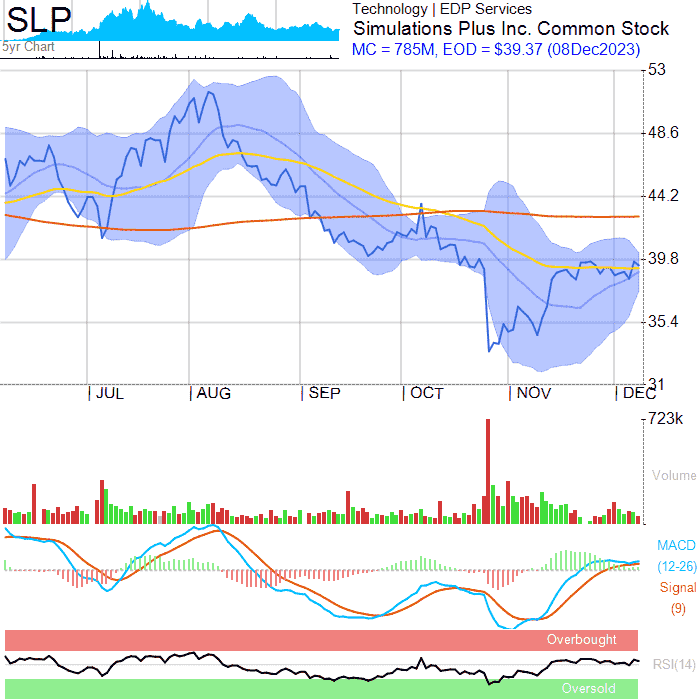 SLP
5yr Chart
Technology | EDP Services
Simulations Plus Inc. Common Stock
MC = 785M, EOD = $39.37 (08Dec2023)
53
48.6
44.2
39.8
35.4
31
JUL AUG SEP OCT NOV DEC
723k
Volume
MACD
(12-26)
Signal
(9)
Overbought
RSI(14)
Oversold